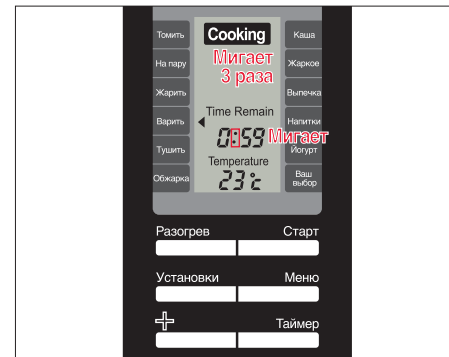 Томить
Cooking
Каша
На пару
Мигает
3 раза
Жаркое
Жарить
Выпечка
Time Remain
Варить
Напитки
0:59
Мигает
Тушить
Йогурт
Temperature
Обжарка
23°c
Ваш
выбор
Разогрев
Старт
Установки
Меню
Таймер